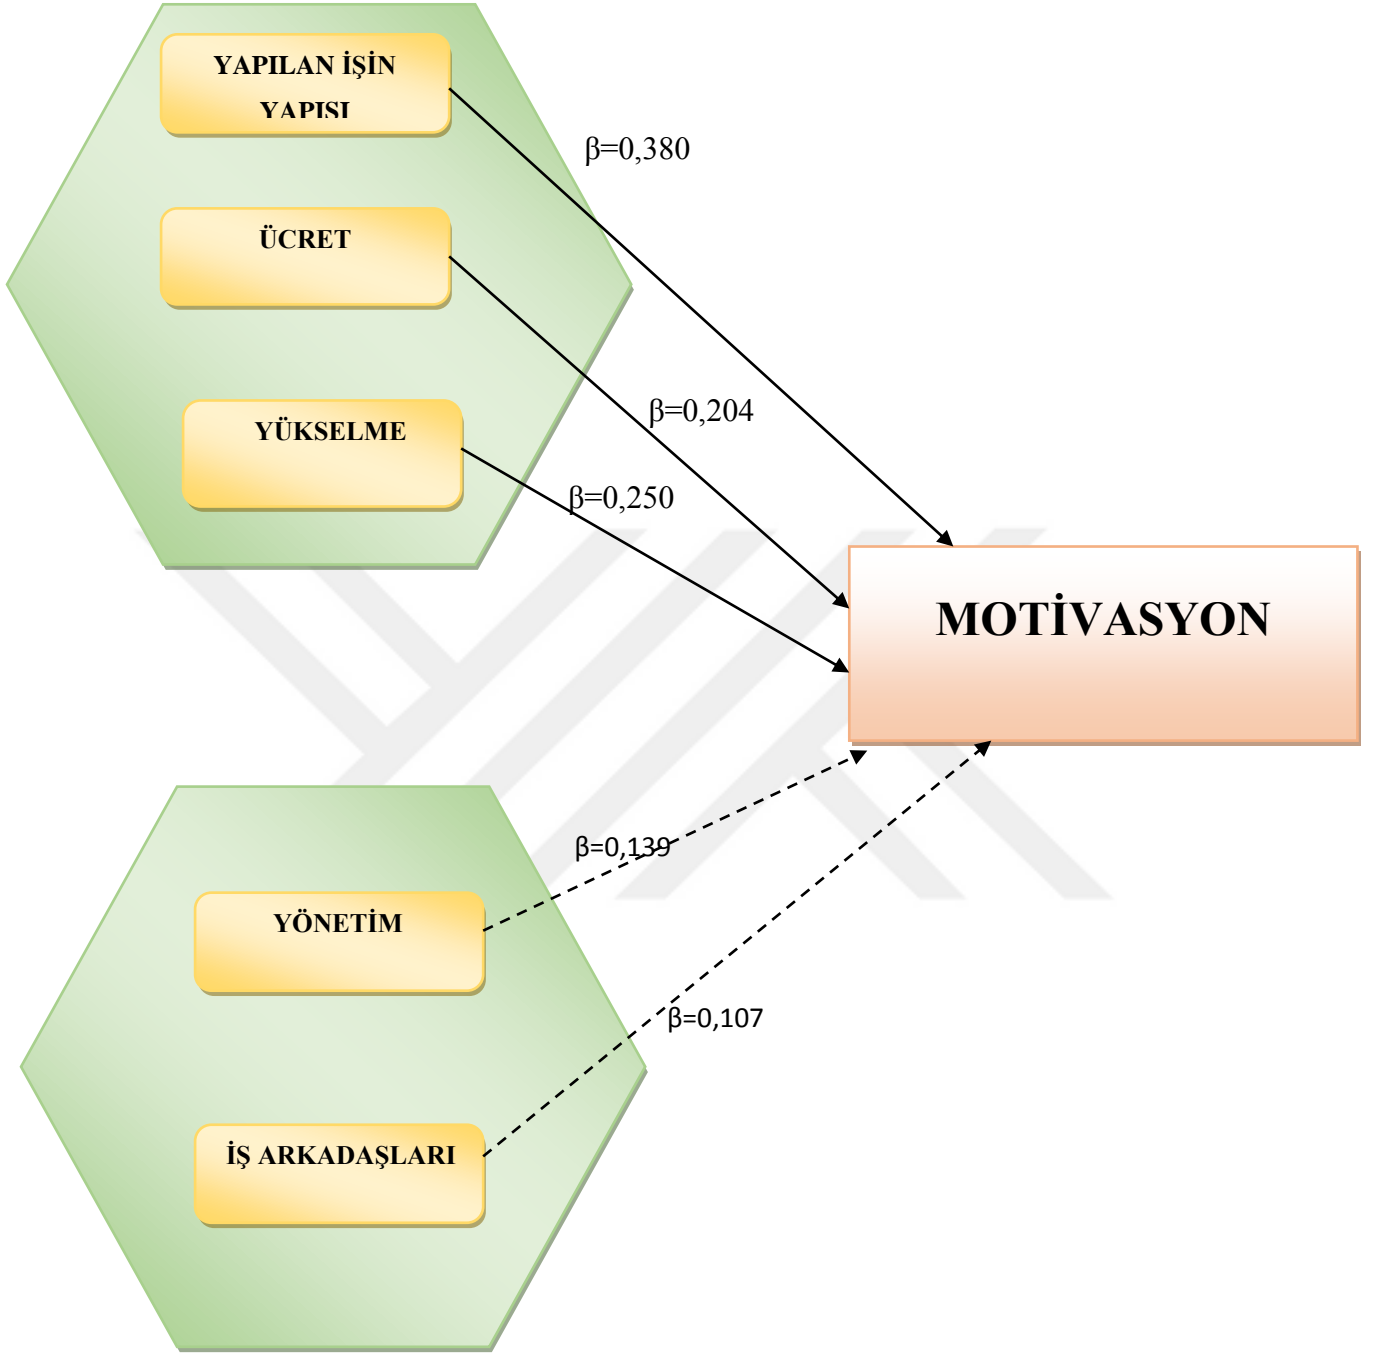 YAPILAN İŞİN
YAPISI
β=0,380
ÜCRET
β=0,204
YÜKSELME
β=0,250
MOTİVASYON
β=0,139
YÖNETİM
β=0,107
İŞ ARKADAŞLARI